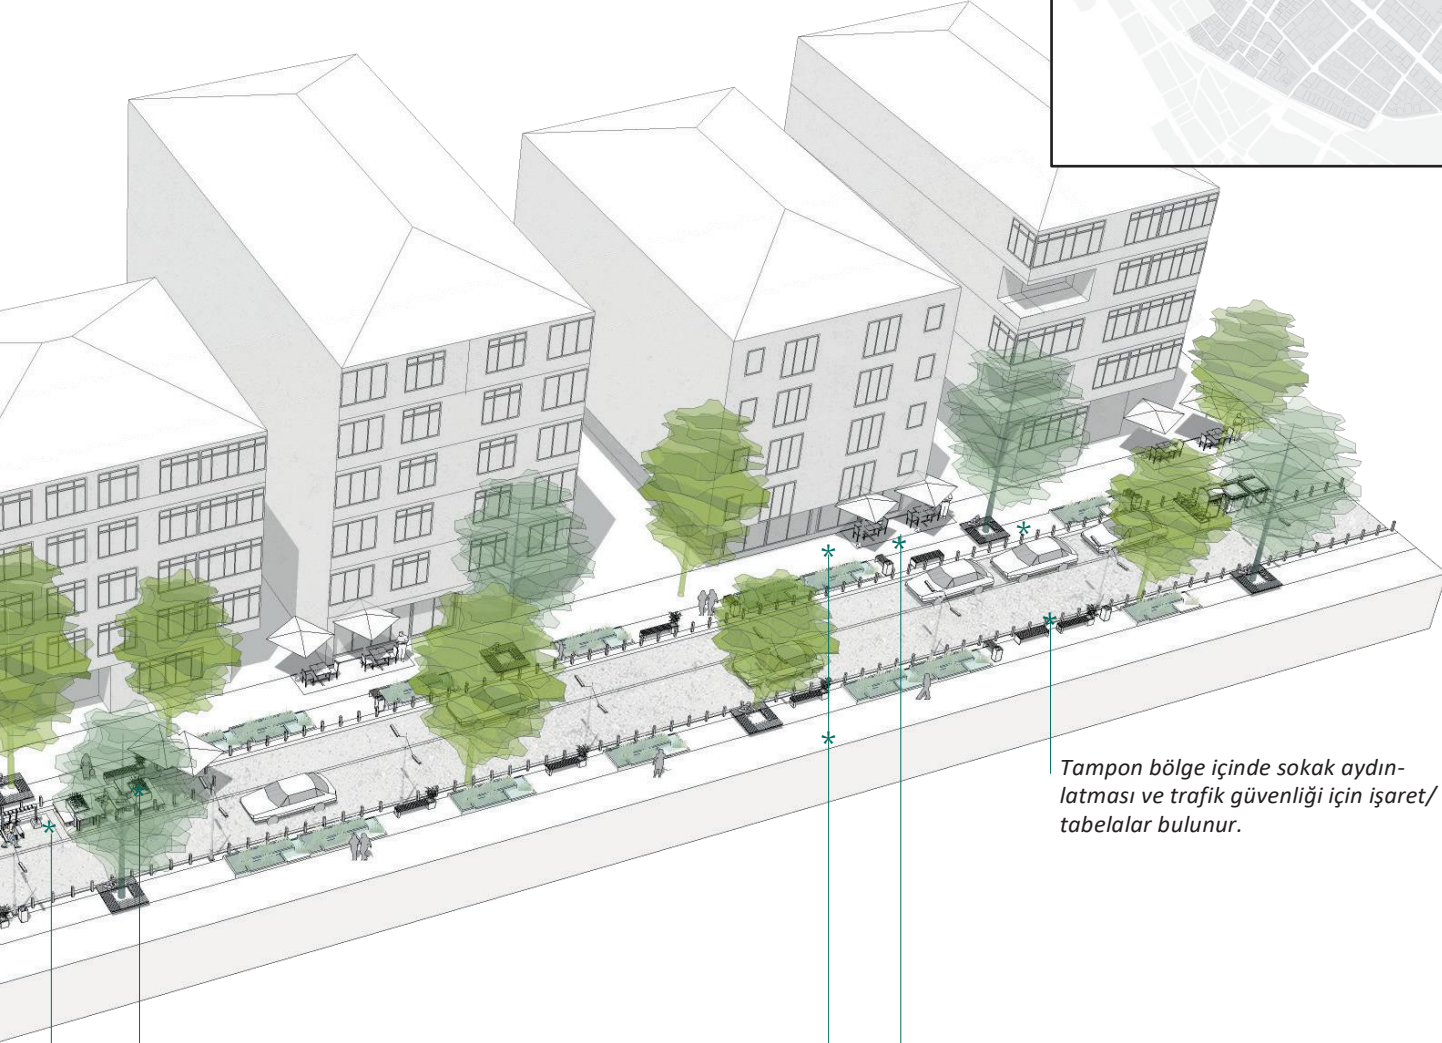 Tampon bölge içinde sokak aydın-
latması ve trafik güvenliği için işaret/
tabelalar bulunur.